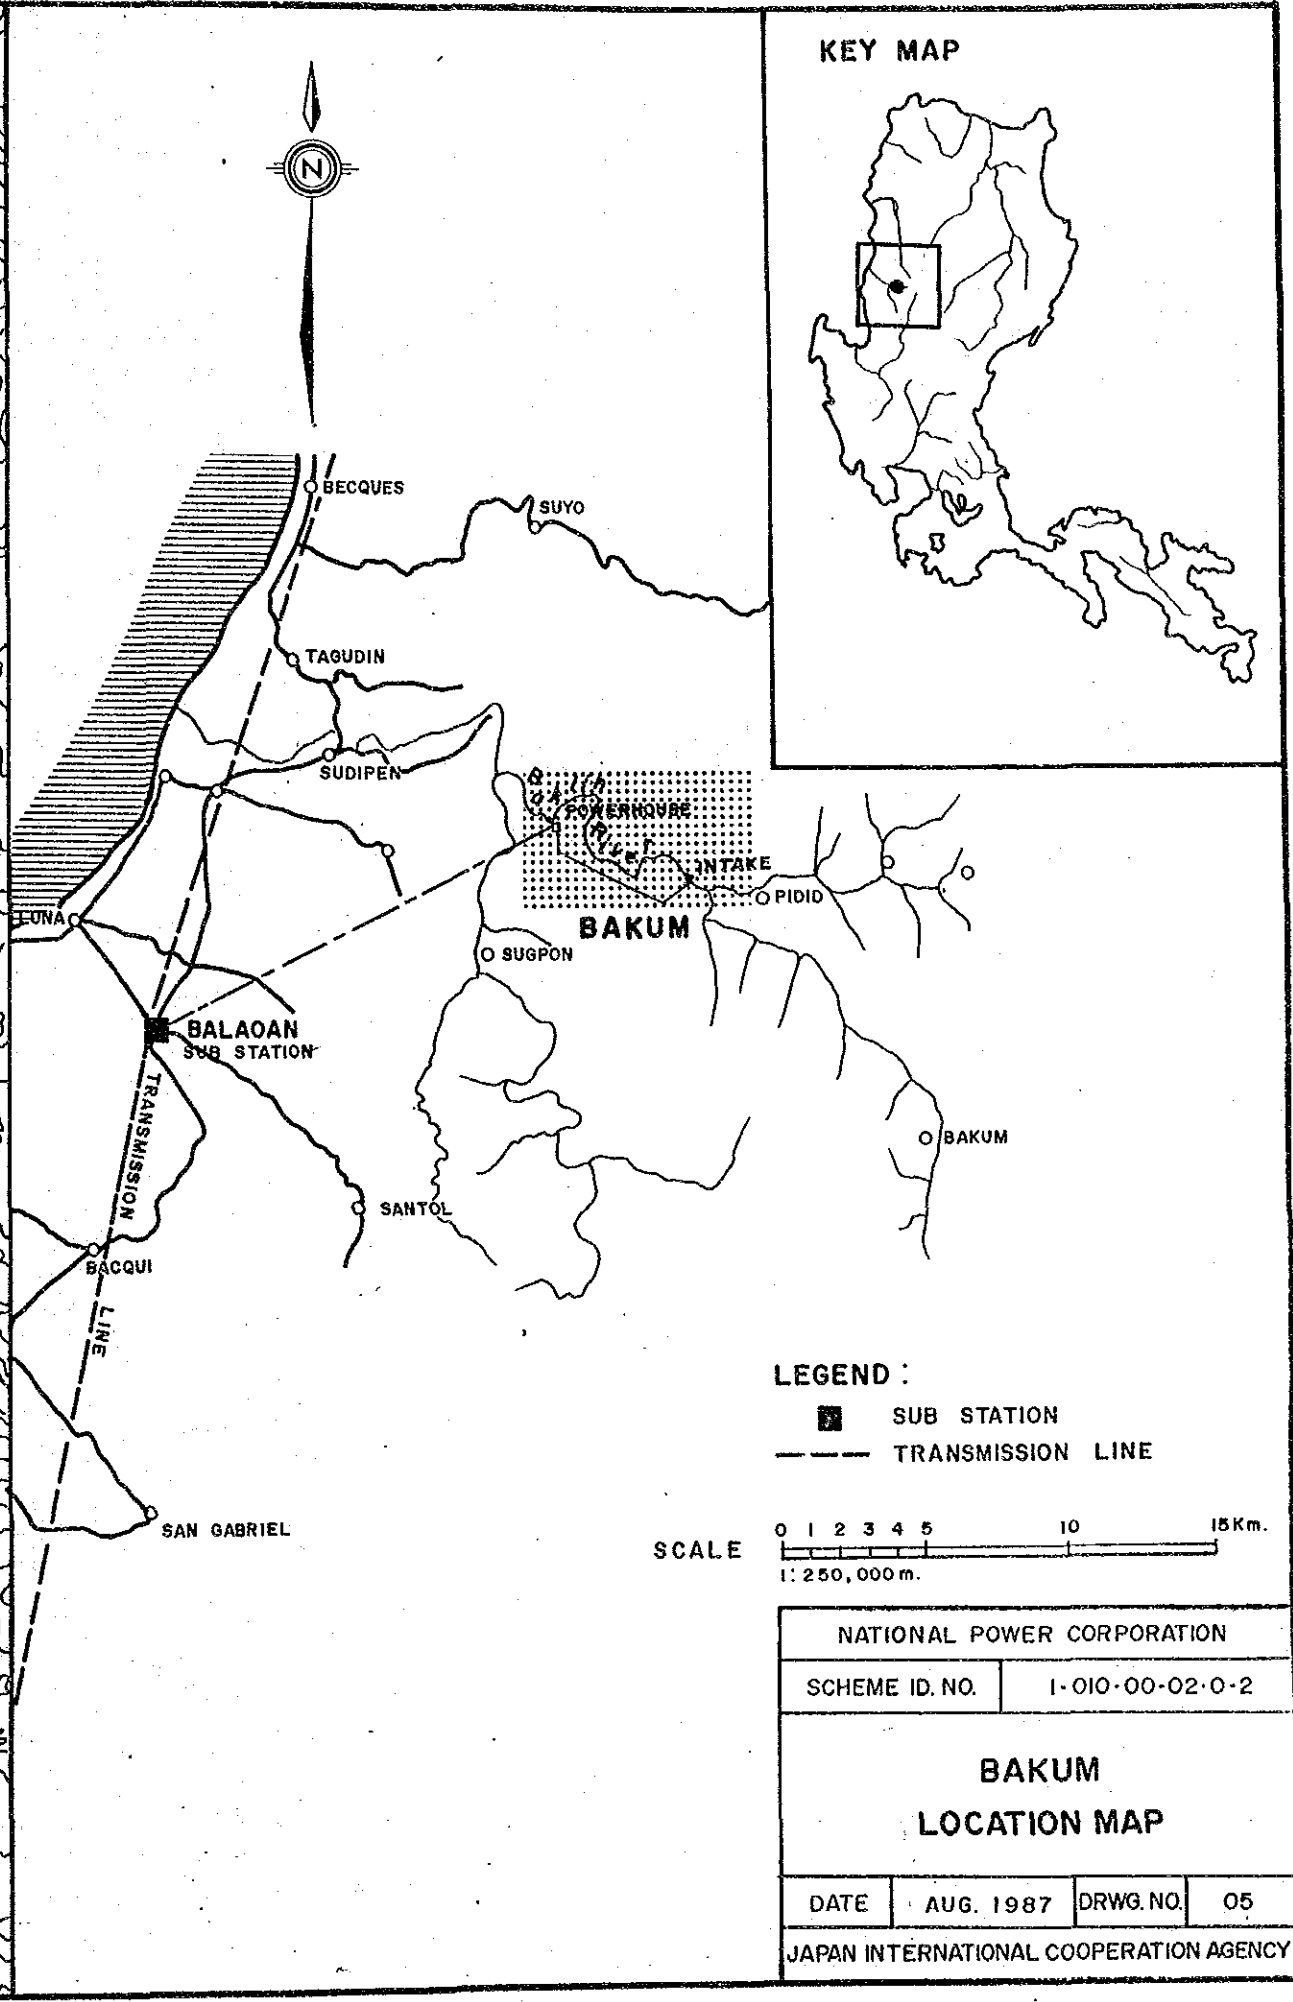 KEY MAP
N
BECQUES
SUYO
TAGUDIN
SUDIPEN
POWERHOUSE
River
INTAKE
PIDID
LUNA
BAKUM
SUGPON
BALAOAN
SUB STATION
TRANSMISSION
LINE
BAKUM
SANTOL
BACQUI
SAN GABRIEL
LEGEND :
SUB STATION
TRANSMISSION LINE
SCALE
0 1 2 3 4 5 10 15Km.
1: 250,000 m.
NATIONAL POWER CORPORATION
SCHEME ID. NO. 1-010-00-02-0-2
BAKUM
LOCATION MAP
DATE AUG. 1987 DRWG. NO. 05
JAPAN INTERNATIONAL COOPERATION AGENCY